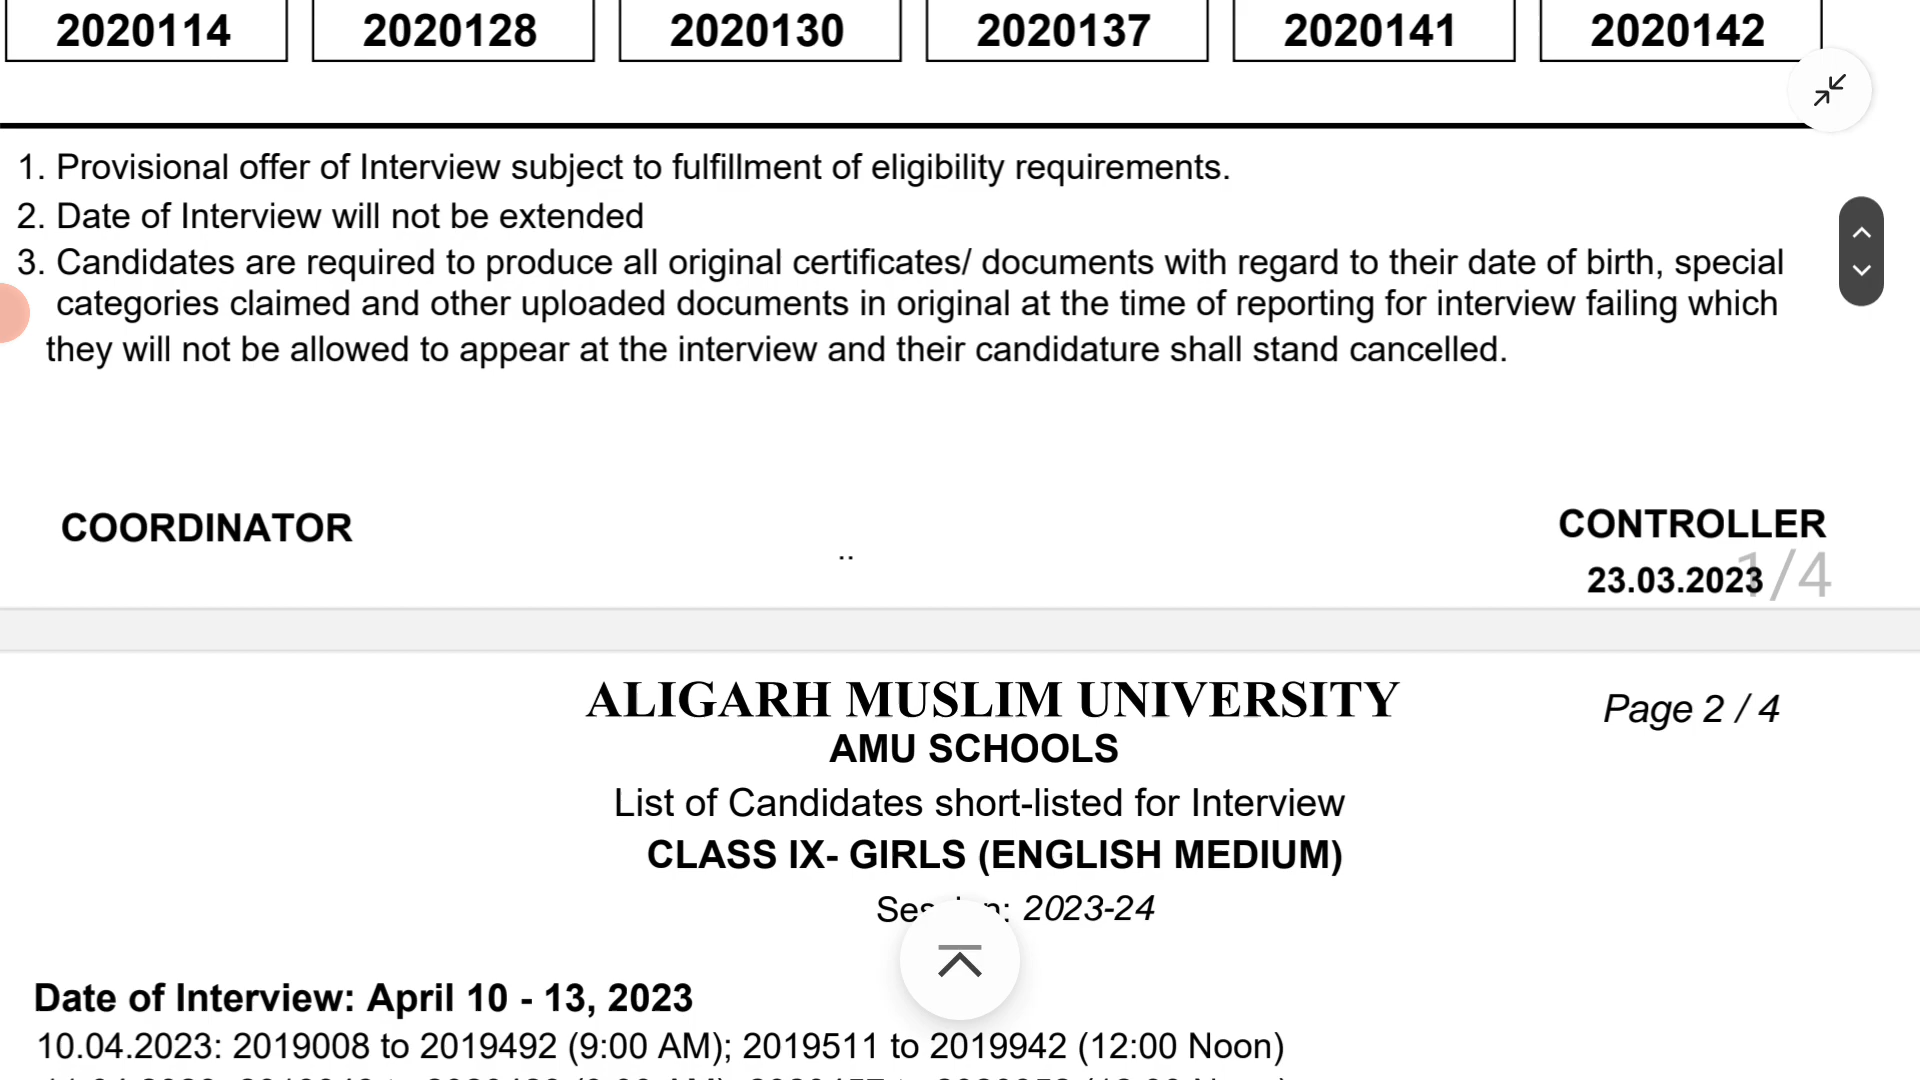 2020114 2020128 2020130 2020137 2020141 2020142
1. Provisional offer of Interview subject to fulfillment of eligibility requirements.
2. Date of Interview will not be extended
3. Candidates are required to produce all original certificates/ documents with regard to their date of birth, special
categories claimed and other uploaded documents in original at the time of reporting for interview failing which
they will not be allowed to appear at the interview and their candidature shall stand cancelled.
COORDINATOR
CONTROLLER
..
23.03.2023
1/4
ALIGARH MUSLIM UNIVERSITY
Page 2 / 4
AMU SCHOOLS
List of Candidates short-listed for Interview
CLASS IX- GIRLS (ENGLISH MEDIUM)
2023-24
Date of Interview: April 10 - 13, 2023
10.04.2023: 2019008 to 2019492 (9:00 AM); 2019511 to 2019942 (12:00 Noon)